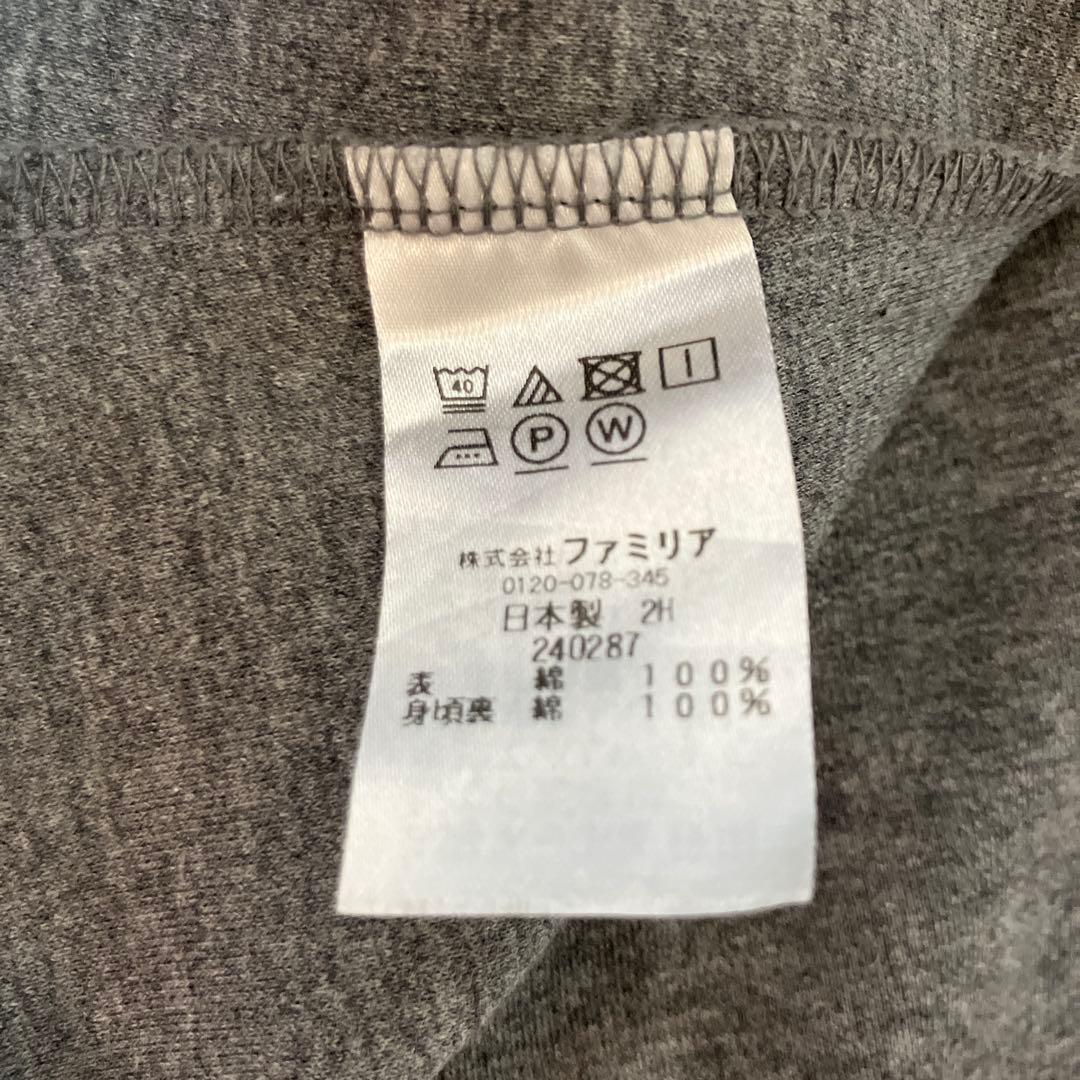 40
P W
株式会社ファミリア
0120-078-345
日本製 2H
240287
表 綿 100%
身頃裏 綿 100%